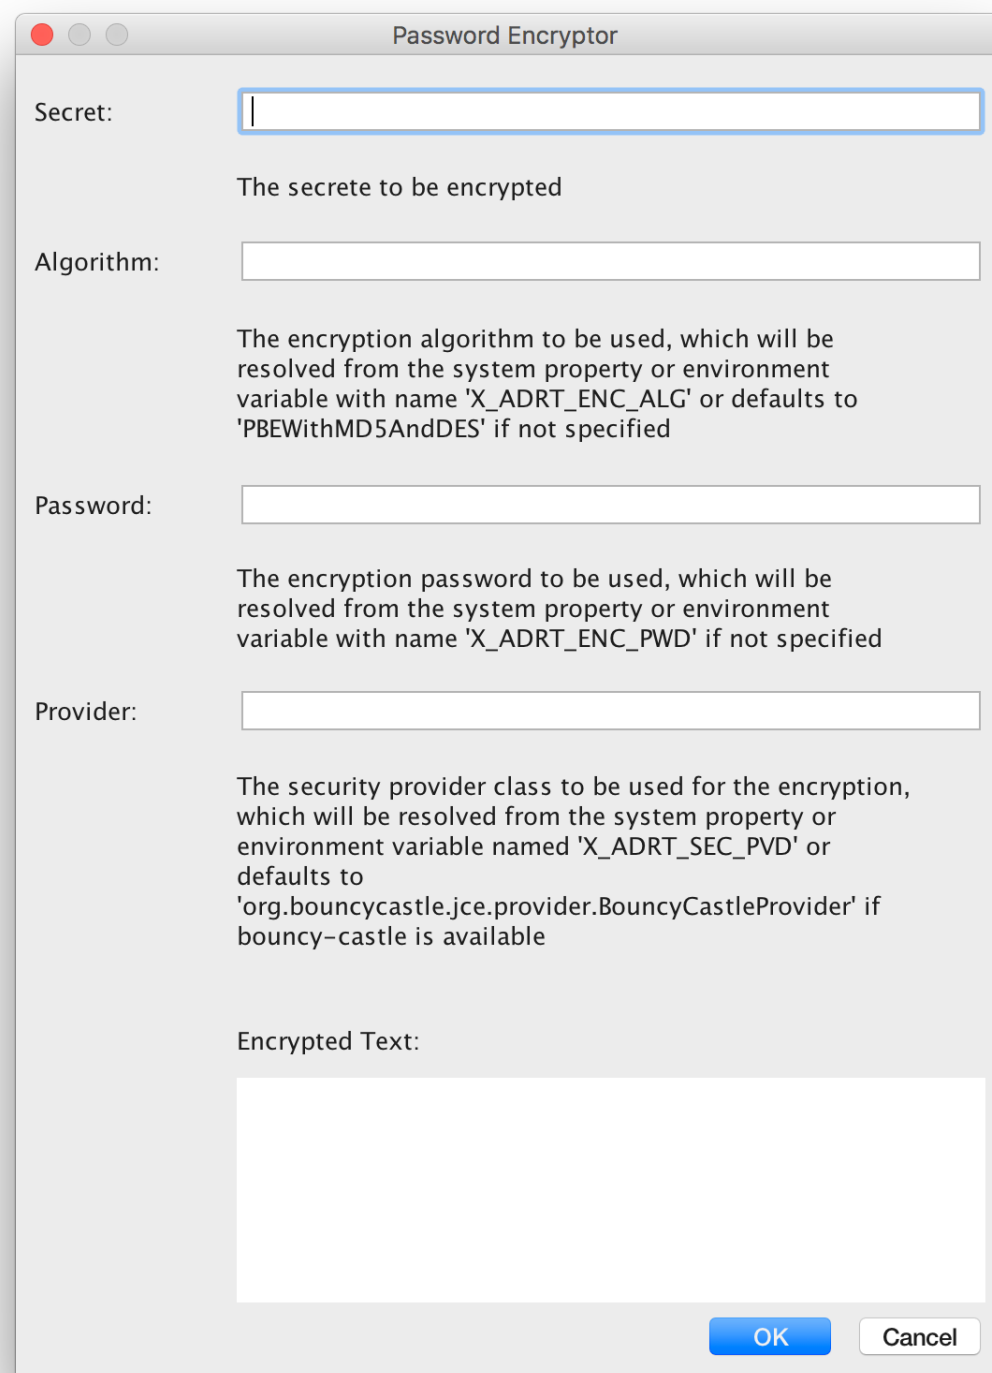 Password Encryptor
Secret:
The secrete to be encrypted
Algorithm:
The encryption algorithm to be used, which will be
resolved from the system property or environment
variable with name 'X_ADRT_ENC_ALG' or defaults to
'PBEWithMD5AndDES' if not specified
Password:
The encryption password to be used, which will be
resolved from the system property or environment
variable with name 'X_ADRT_ENC_PWD' if not specified
Provider:
The security provider class to be used for the encryption,
which will be resolved from the system property or
environment variable named 'X_ADRT_SEC_PVD' or
defaults to
'org.bouncycastle.jce.provider.BouncyCastleProvider' if
bouncy-castle is available
Encrypted Text:
OK
Cancel